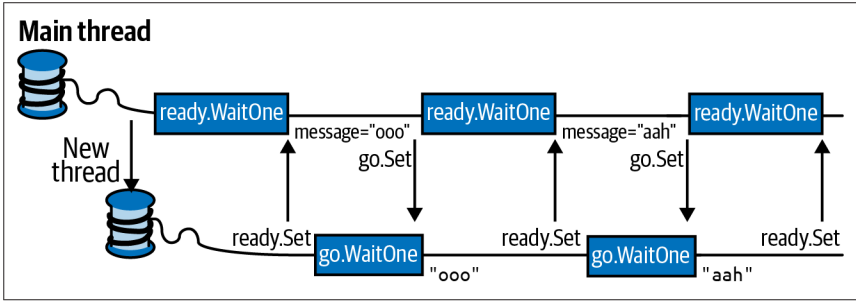 Main thread
ready.WaitOne
ready.WaitOne
ready.WaitOne
message="ooo"
message="aah"
go.Set
go.Set
New
thread
ready.Set
ready.Set
ready.Set
go.WaitOne
go.WaitOne
"ooo"
"aah"